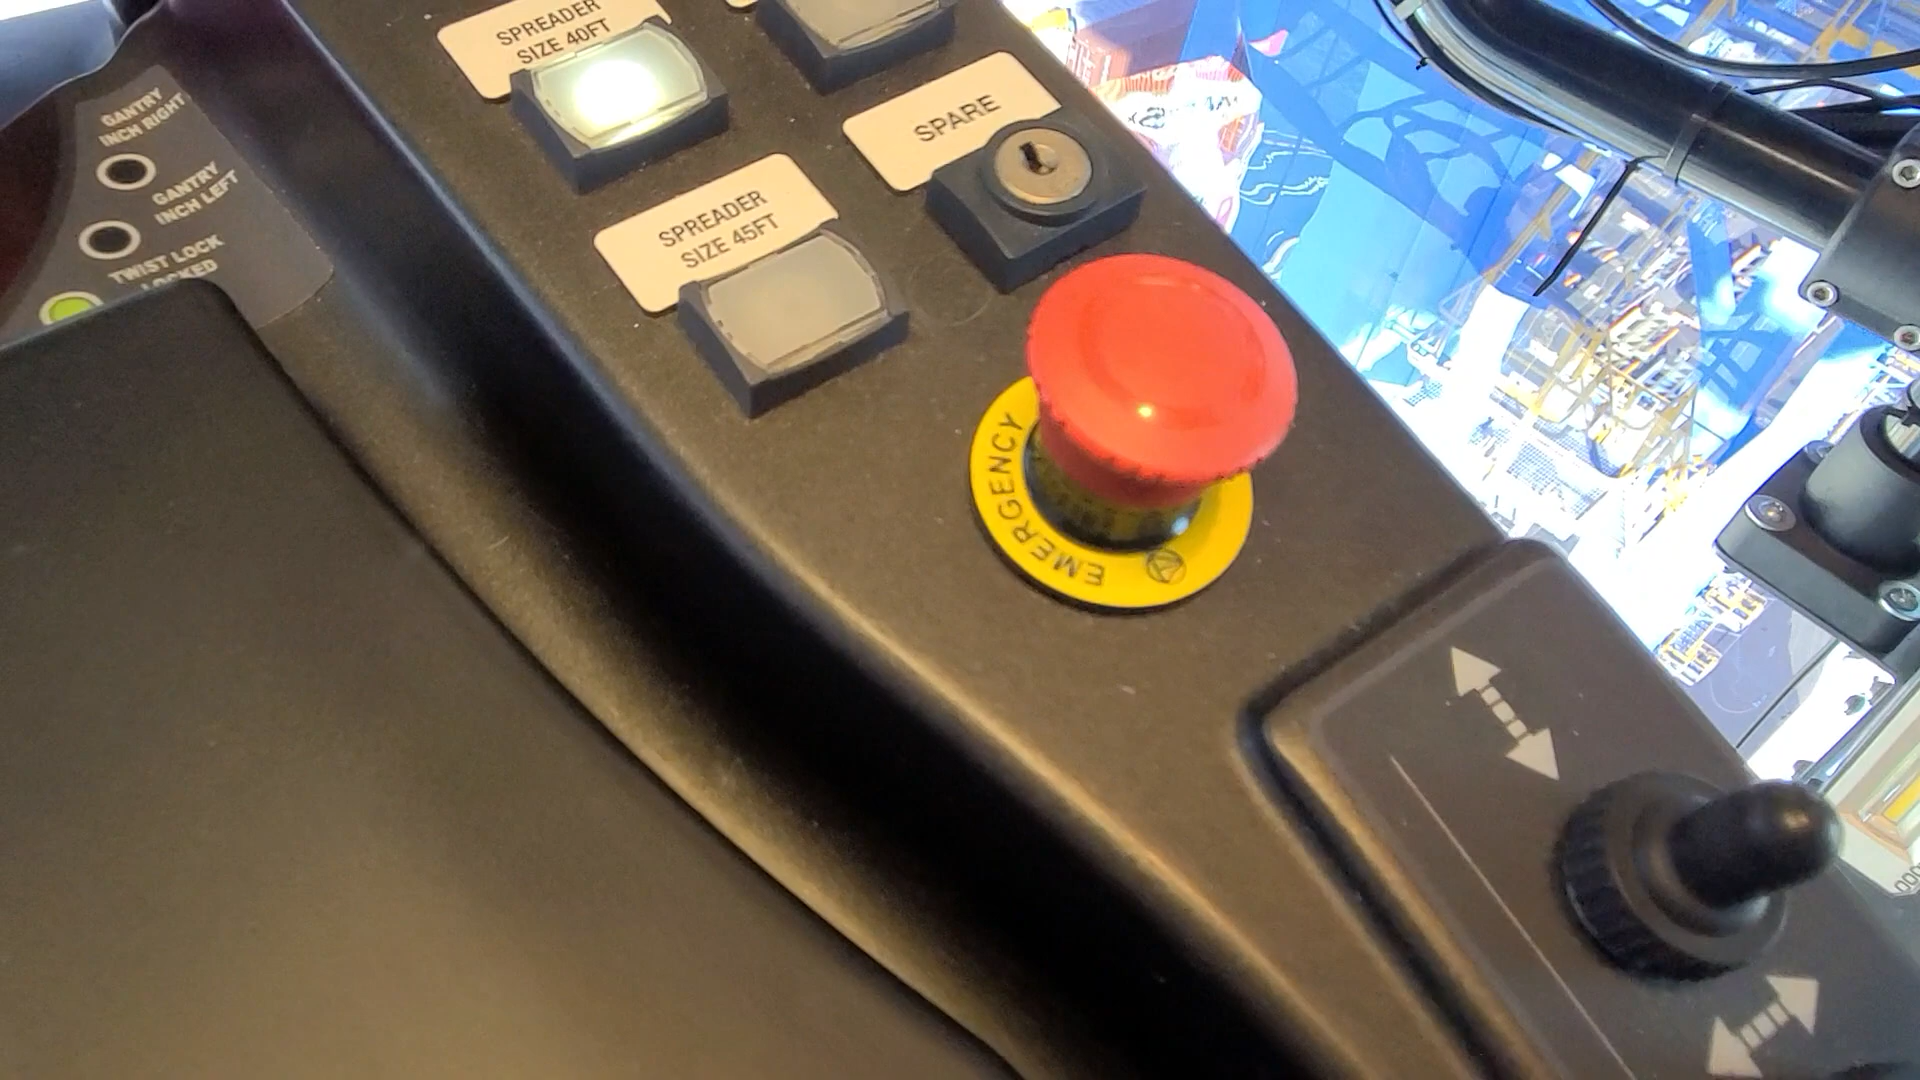 SPREADER
SIZE 40FT
SPARE
SPREADER
SIZE 45FT
GANTRY
INCH RIGHT
GANTRY
INCH LEFT
TWIST LOCK
LOCKED
EMERGENCY